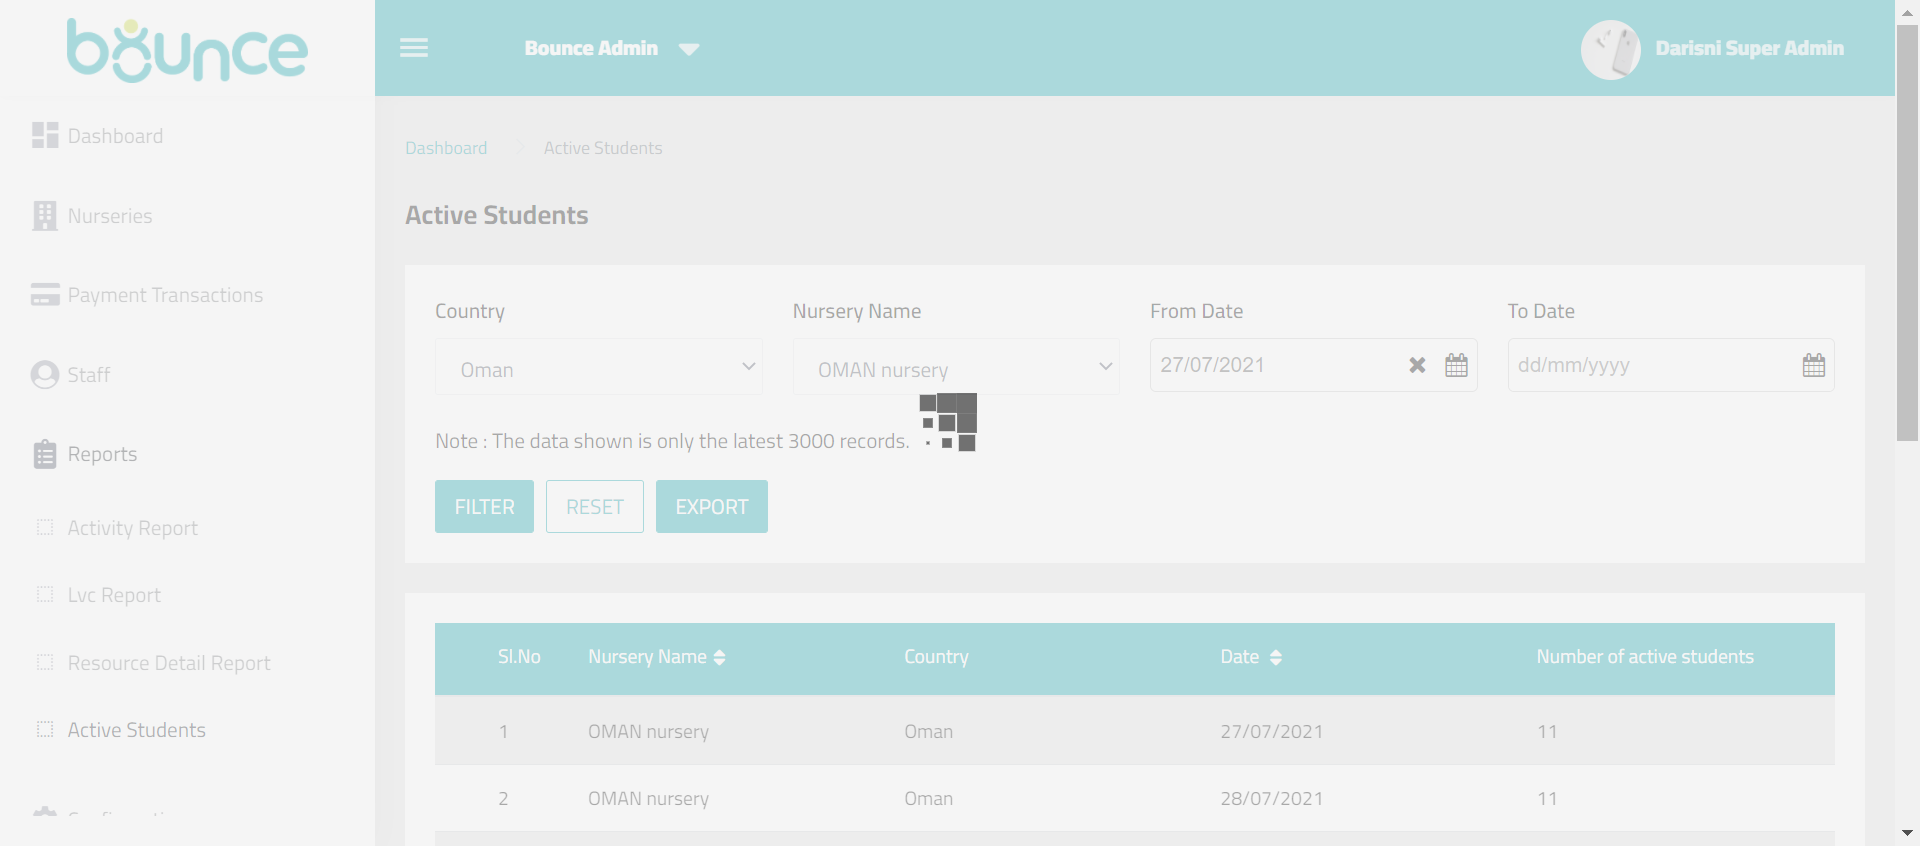 bounce
Bounce Admin
Darisni Super Admin
Dashboard
Nurseries
Payment Transactions
Staff
Reports
Activity Report
Lvc Report
Resource Detail Report
Active Students
Dashboard
Active Students
Active Students
Country
Nursery Name
From Date
To Date
Oman
OMAN nursery
27/07/2021
dd/mm/yyyy
Note : The data shown is only the latest 3000 records.
FILTER
RESET
EXPORT
Sl.No
Nursery Name
Country
Date
Number of active students
1
OMAN nursery
Oman
27/07/2021
11
2
OMAN nursery
Oman
28/07/2021
11